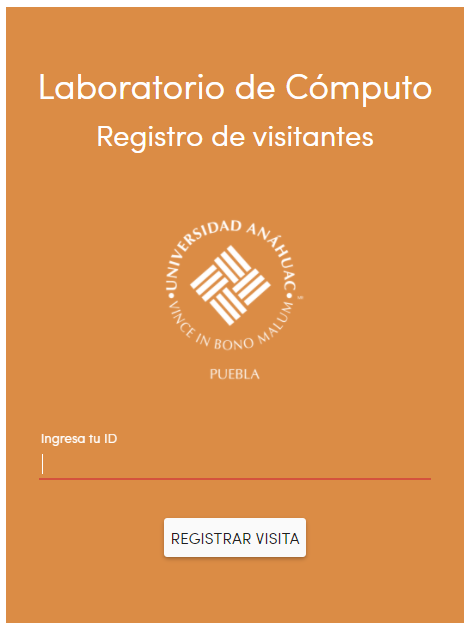 Laboratorio de Cómputo
Registro de visitantes
UNIVERSIDAD ANÁHUAC
VINCE IN BONO MALUM
PUEBLA
Ingresa tu ID
REGISTRAR VISITA